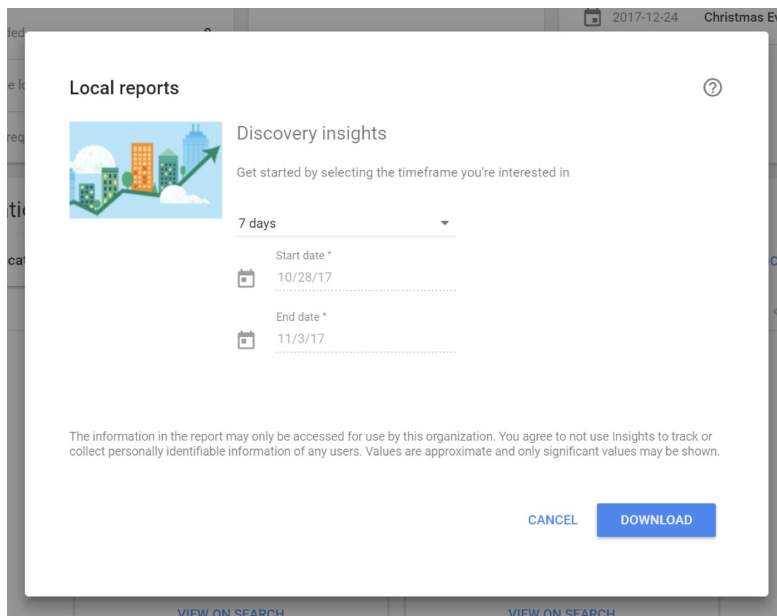 2017-12-24 Christmas Ev
Local reports
Discovery insights
Get started by selecting the timeframe you're interested in
7 days
Start date *
10/28/17
End date *
11/3/17
The information in the report may only be accessed for use by this organization. You agree to not use Insights to track or
collect personally identifiable information of any users. Values are approximate and only significant values may be shown.
CANCEL DOWNLOAD
VIEW ON SEARCH VIEW ON SEARCH